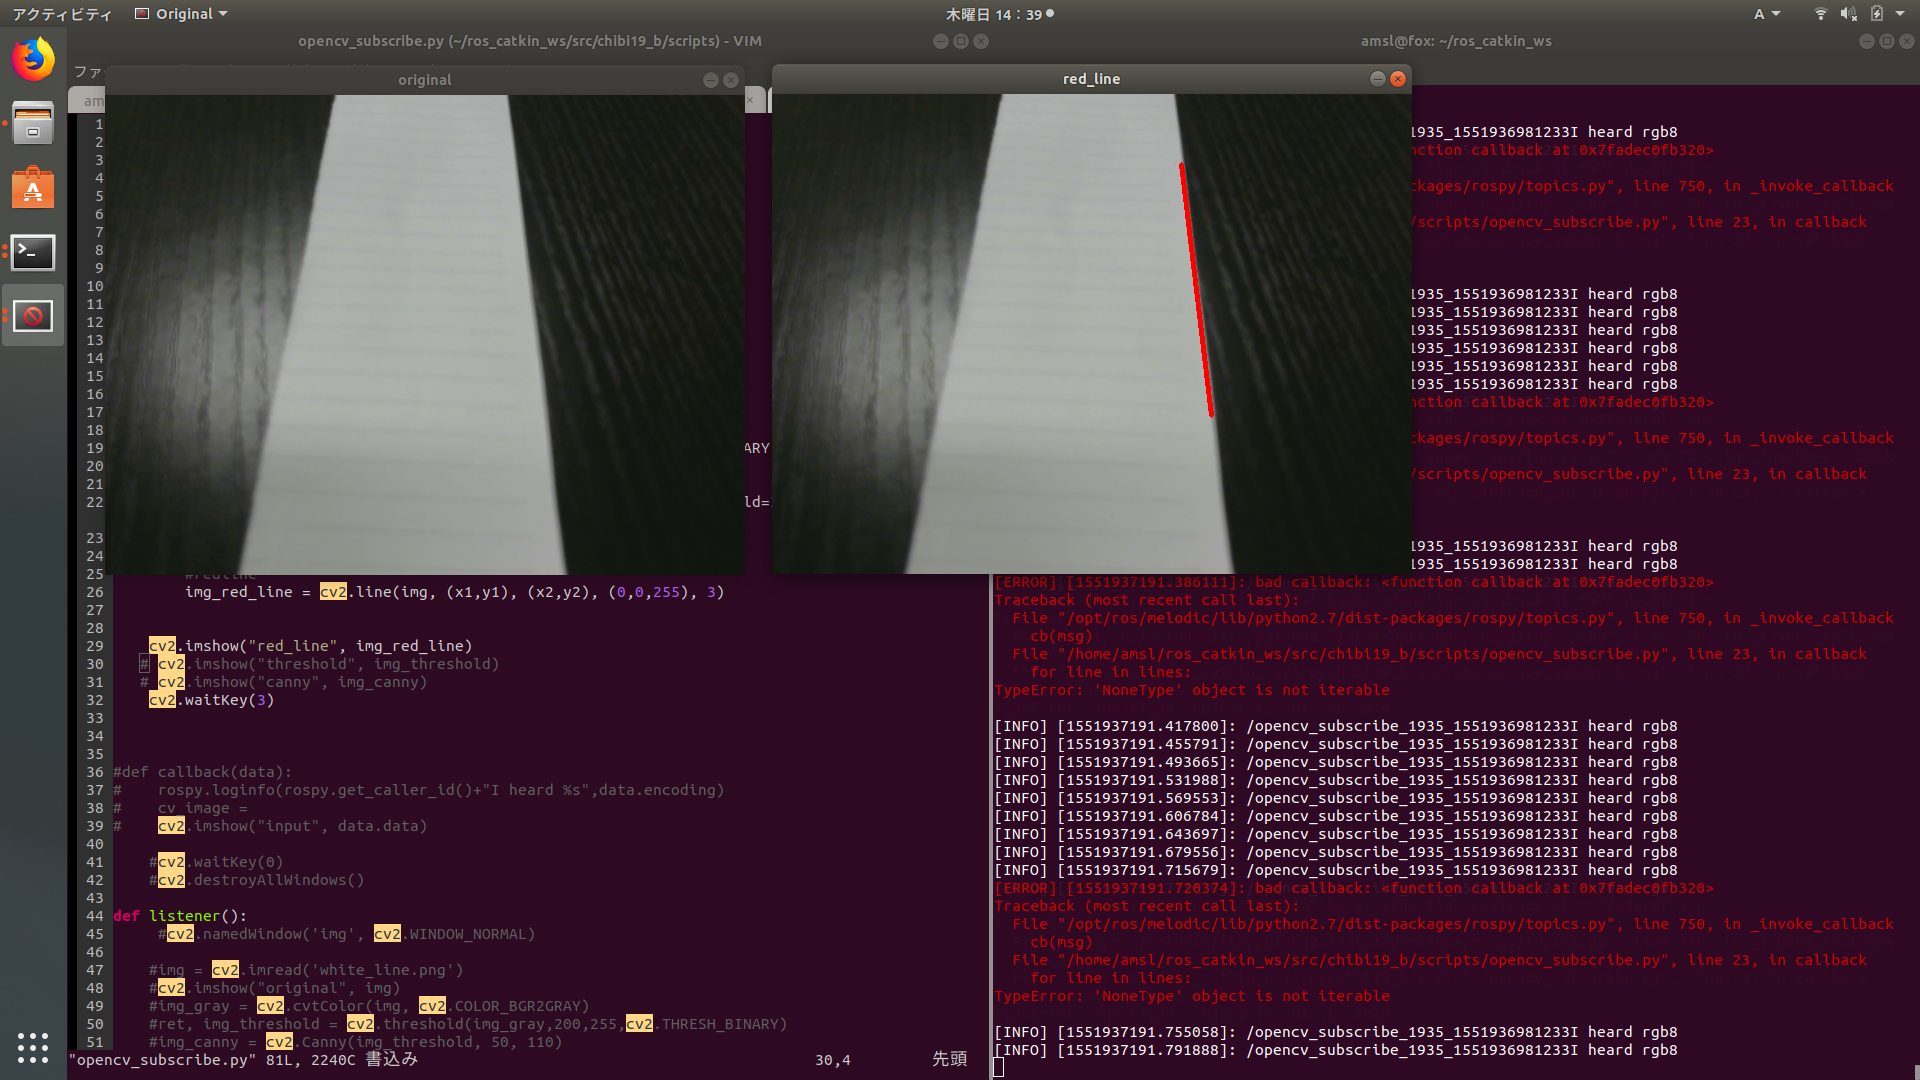 アクティビティ Original 木曜日 14：39 A
opencv_subscribe.py (~/ros_catkin_ws/src/chibi19_b/scripts) - VIM
amsl@fox: ~/ros_catkin_ws
ファ
am
original
red_line
1
2
3
4
5
6
7
8
9
10
11
12
13
14
15
16
17
18
19 ARY
20
21
22 ld=
23
24
25
26 img_red_line = cv2.line(img, (x1,y1), (x2,y2), (0,0,255), 3)
27
28
29 cv2.imshow("red_line", img_red_line)
30 # cv2.imshow("threshold", img_threshold)
31 # cv2.imshow("canny", img_canny)
32 cv2.waitKey(3)
33
34
35
36 #def callback(data):
37 #    rospy.loginfo(rospy.get_caller_id()+"I heard %s",data.encoding)
38 #    cv_image =
39 #    cv2.imshow("input", data.data)
40
41 #cv2.waitKey(0)
42 #cv2.destroyAllWindows()
43
44 def listener():
45 #cv2.namedWindow('img', cv2.WINDOW_NORMAL)
46
47 #img = cv2.imread('white_line.png')
48 #cv2.imshow("original", img)
49 #img_gray = cv2.cvtColor(img, cv2.COLOR_BGR2GRAY)
50 #ret, img_threshold = cv2.threshold(img_gray,200,255,cv2.THRESH_BINARY)
51 #img_canny = cv2.Canny(img_threshold, 50, 110)
"opencv_subscribe.py" 81L, 2240C 書込み 30,4 先頭
1935_1551936981233I heard rgb8
nction callback at 0x7fadec0fb320>
ckages/rospy/topics.py", line 750, in _invoke_callback
/scripts/opencv_subscribe.py", line 23, in callback
1935_1551936981233I heard rgb8
1935_1551936981233I heard rgb8
1935_1551936981233I heard rgb8
1935_1551936981233I heard rgb8
1935_1551936981233I heard rgb8
1935_1551936981233I heard rgb8
nction callback at 0x7fadec0fb320>
ckages/rospy/topics.py", line 750, in _invoke_callback
/scripts/opencv_subscribe.py", line 23, in callback
1935_1551936981233I heard rgb8
1935_1551936981233I heard rgb8
[ERROR] [1551937191.386111]: bad callback: <function callback at 0x7fadec0fb320>
Traceback (most recent call last):
File "/opt/ros/melodic/lib/python2.7/dist-packages/rospy/topics.py", line 750, in _invoke_callback
cb(msg)
File "/home/amsl/ros_catkin_ws/src/chibi19_b/scripts/opencv_subscribe.py", line 23, in callback
for line in lines:
TypeError: 'NoneType' object is not iterable
[INFO] [1551937191.417800]: /opencv_subscribe_1935_1551936981233I heard rgb8
[INFO] [1551937191.455791]: /opencv_subscribe_1935_1551936981233I heard rgb8
[INFO] [1551937191.493665]: /opencv_subscribe_1935_1551936981233I heard rgb8
[INFO] [1551937191.531988]: /opencv_subscribe_1935_1551936981233I heard rgb8
[INFO] [1551937191.569553]: /opencv_subscribe_1935_1551936981233I heard rgb8
[INFO] [1551937191.606784]: /opencv_subscribe_1935_1551936981233I heard rgb8
[INFO] [1551937191.643697]: /opencv_subscribe_1935_1551936981233I heard rgb8
[INFO] [1551937191.679556]: /opencv_subscribe_1935_1551936981233I heard rgb8
[INFO] [1551937191.715679]: /opencv_subscribe_1935_1551936981233I heard rgb8
[ERROR] [1551937191.720374]: bad callback: <function callback at 0x7fadec0fb320>
Traceback (most recent call last):
File "/opt/ros/melodic/lib/python2.7/dist-packages/rospy/topics.py", line 750, in _invoke_callback
cb(msg)
File "/home/amsl/ros_catkin_ws/src/chibi19_b/scripts/opencv_subscribe.py", line 23, in callback
for line in lines:
TypeError: 'NoneType' object is not iterable
[INFO] [1551937191.755058]: /opencv_subscribe_1935_1551936981233I heard rgb8
[INFO] [1551937191.791888]: /opencv_subscribe_1935_1551936981233I heard rgb8